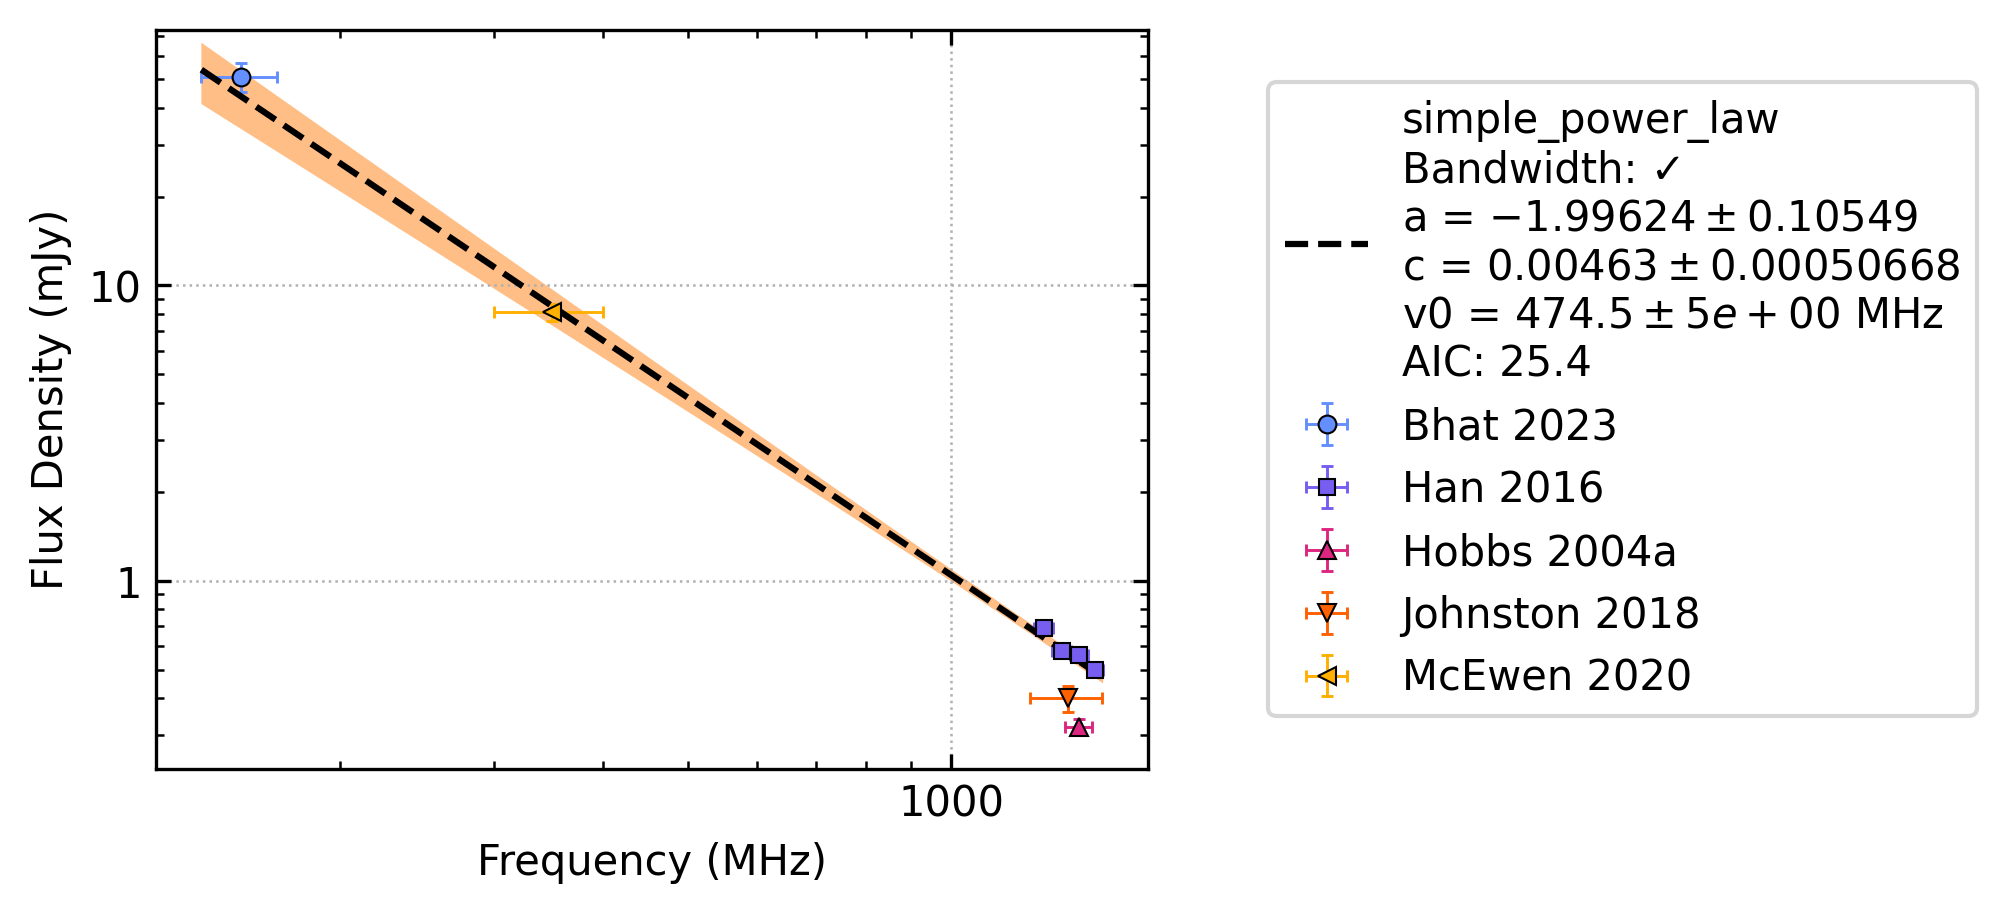 10
1
Flux Density (mJy)
1000
Frequency (MHz)
simple_power_law
Bandwidth: ✓
a = −1.99624 ± 0.10549
c = 0.00463 ± 0.00050668
v0 = 474.5 ± 5e + 00 MHz
AIC: 25.4
Bhat 2023
Han 2016
Hobbs 2004a
Johnston 2018
McEwen 2020